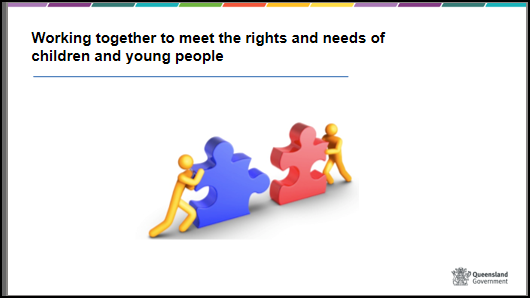 Working together to meet the rights and needs of
children and young people
Queensland
Government